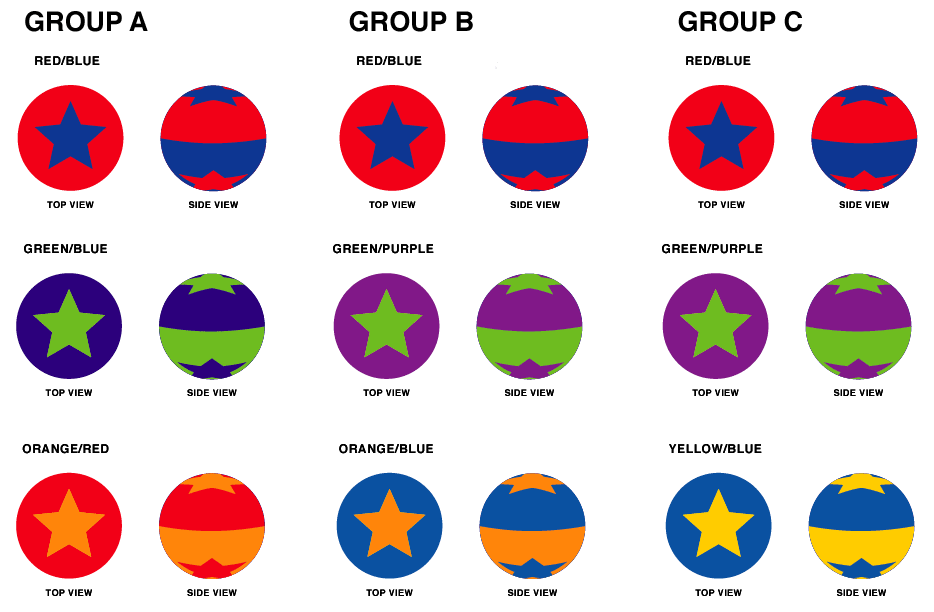 GROUP A GROUP B GROUP C
RED/BLUE RED/BLUE RED/BLUE
TOP VIEW SIDE VIEW TOP VIEW SIDE VIEW TOP VIEW SIDE VIEW
GREEN/BLUE GREEN/PURPLE GREEN/PURPLE
TOP VIEW SIDE VIEW TOP VIEW SIDE VIEW TOP VIEW SIDE VIEW
ORANGE/RED ORANGE/BLUE YELLOW/BLUE
TOP VIEW SIDE VIEW TOP VIEW SIDE VIEW TOP VIEW SIDE VIEW